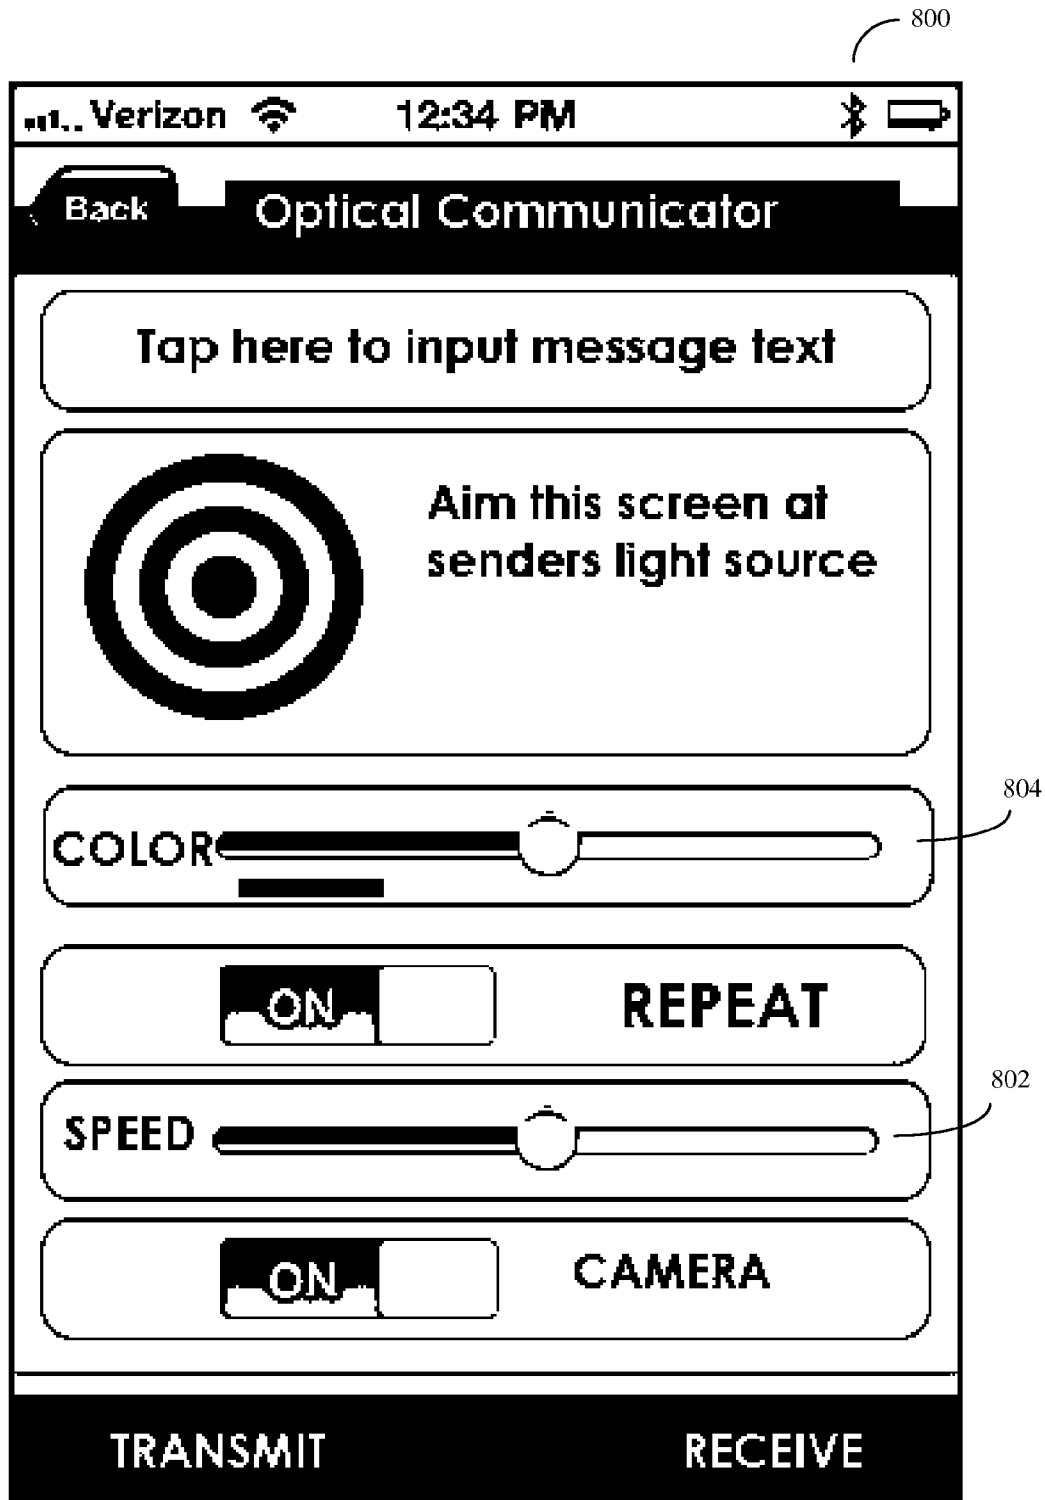 800
Verizon 12:34 PM
Back Optical Communicator
Tap here to input message text
Aim this screen at
senders light source
804
COLOR
ON REPEAT
802
SPEED
ON CAMERA
TRANSMIT RECEIVE